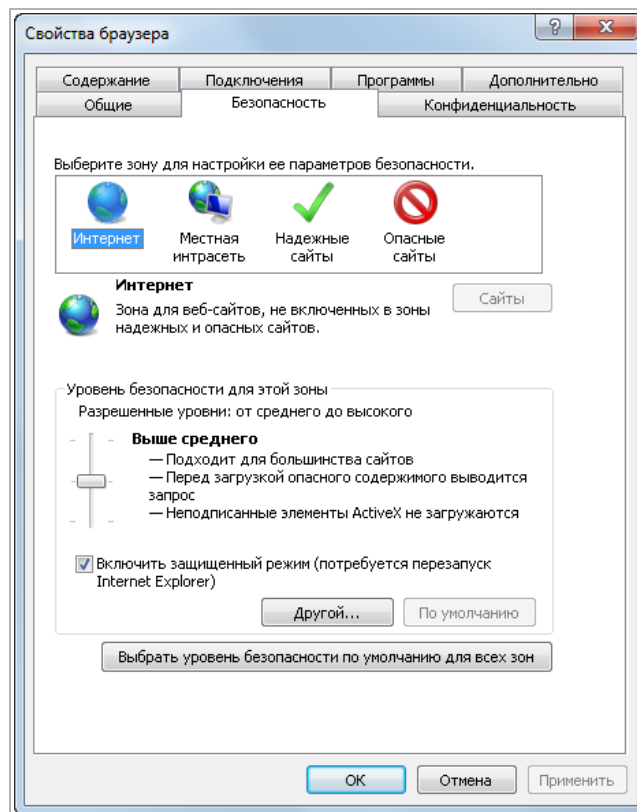 Свойства браузера
Содержание Подключения Программы Дополнительно
Общие Безопасность Конфиденциальность
Выберите зону для настройки ее параметров безопасности.
Интернет Местная интрасеть Надежные сайты Опасные сайты
Интернет
Сайты
Зона для веб-сайтов, не включенных в зоны
надежных и опасных сайтов.
Уровень безопасности для этой зоны
Разрешенные уровни: от среднего до высокого
Выше среднего
— Подходит для большинства сайтов
— Перед загрузкой опасного содержимого выводится
запрос
— Неподписанные элементы ActiveX не загружаются
Включить защищенный режим (потребуется перезапуск
Internet Explorer)
Другой... По умолчанию
Выбрать уровень безопасности по умолчанию для всех зон
ОК Отмена Применить